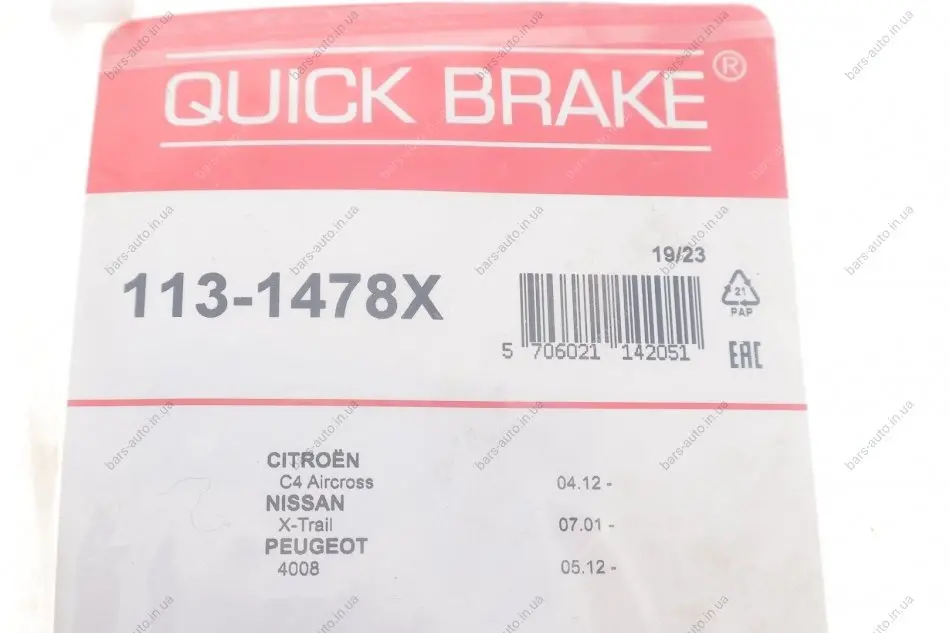 QUICK BRAKE®
19/23
113-1478X
21
PAP
5 706021 142051
EAC
CITROËN
C4 Aircross 04.12 -
NISSAN
X-Trail 07.01 -
PEUGEOT
4008 05.12 -
bars-auto.in.ua